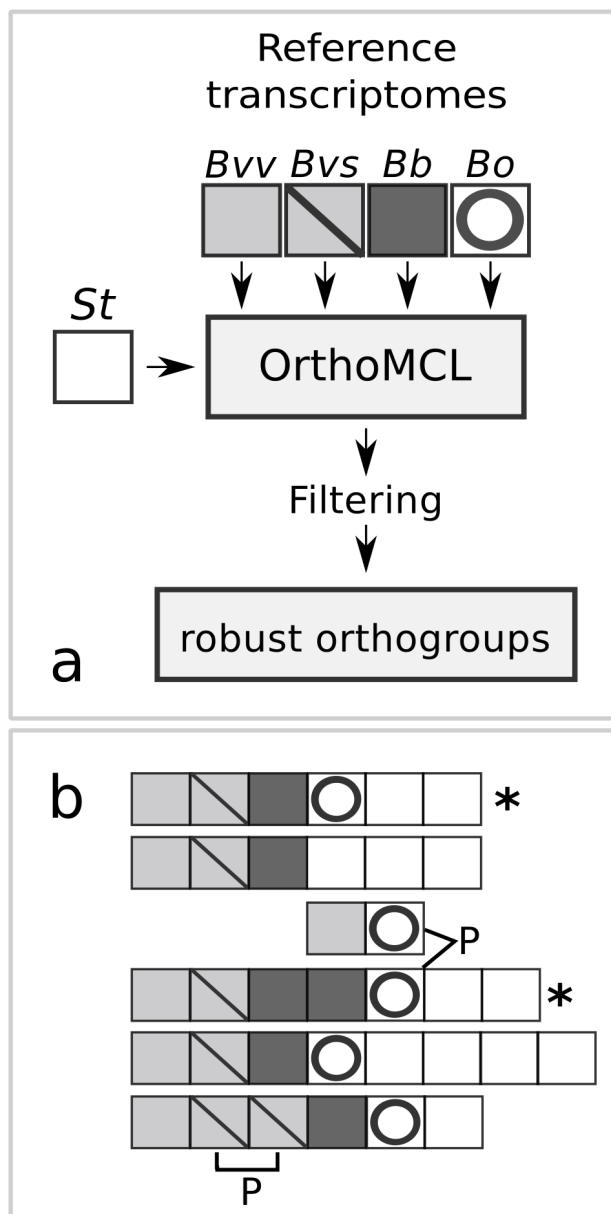 Reference
transcriptomes
Bvv Bvs Bb Bo
St
OrthoMCL
Filtering
robust orthogroups
a
b
*
P
*
P